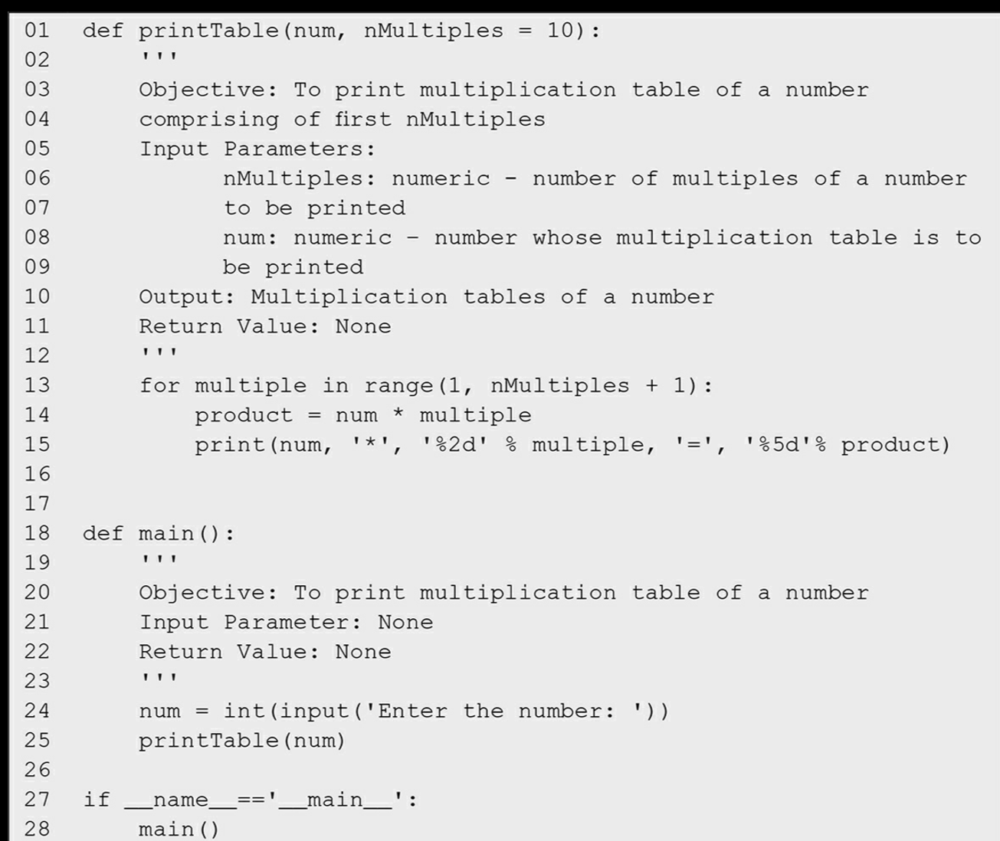 01 def printTable(num, nMultiples = 10):
02     '''
03     Objective: To print multiplication table of a number
04     comprising of first nMultiples
05     Input Parameters:
06           nMultiples: numeric - number of multiples of a number
07           to be printed
08           num: numeric – number whose multiplication table is to
09           be printed
10     Output: Multiplication tables of a number
11     Return Value: None
12     '''
13     for multiple in range(1, nMultiples + 1):
14         product = num * multiple
15         print(num, '*', '%2d' % multiple, '=', '%5d'% product)
16
17
18 def main():
19     '''
20     Objective: To print multiplication table of a number
21     Input Parameter: None
22     Return Value: None
23     '''
24     num = int(input('Enter the number: '))
25     printTable(num)
26
27 if __name__=='__main__':
28     main()